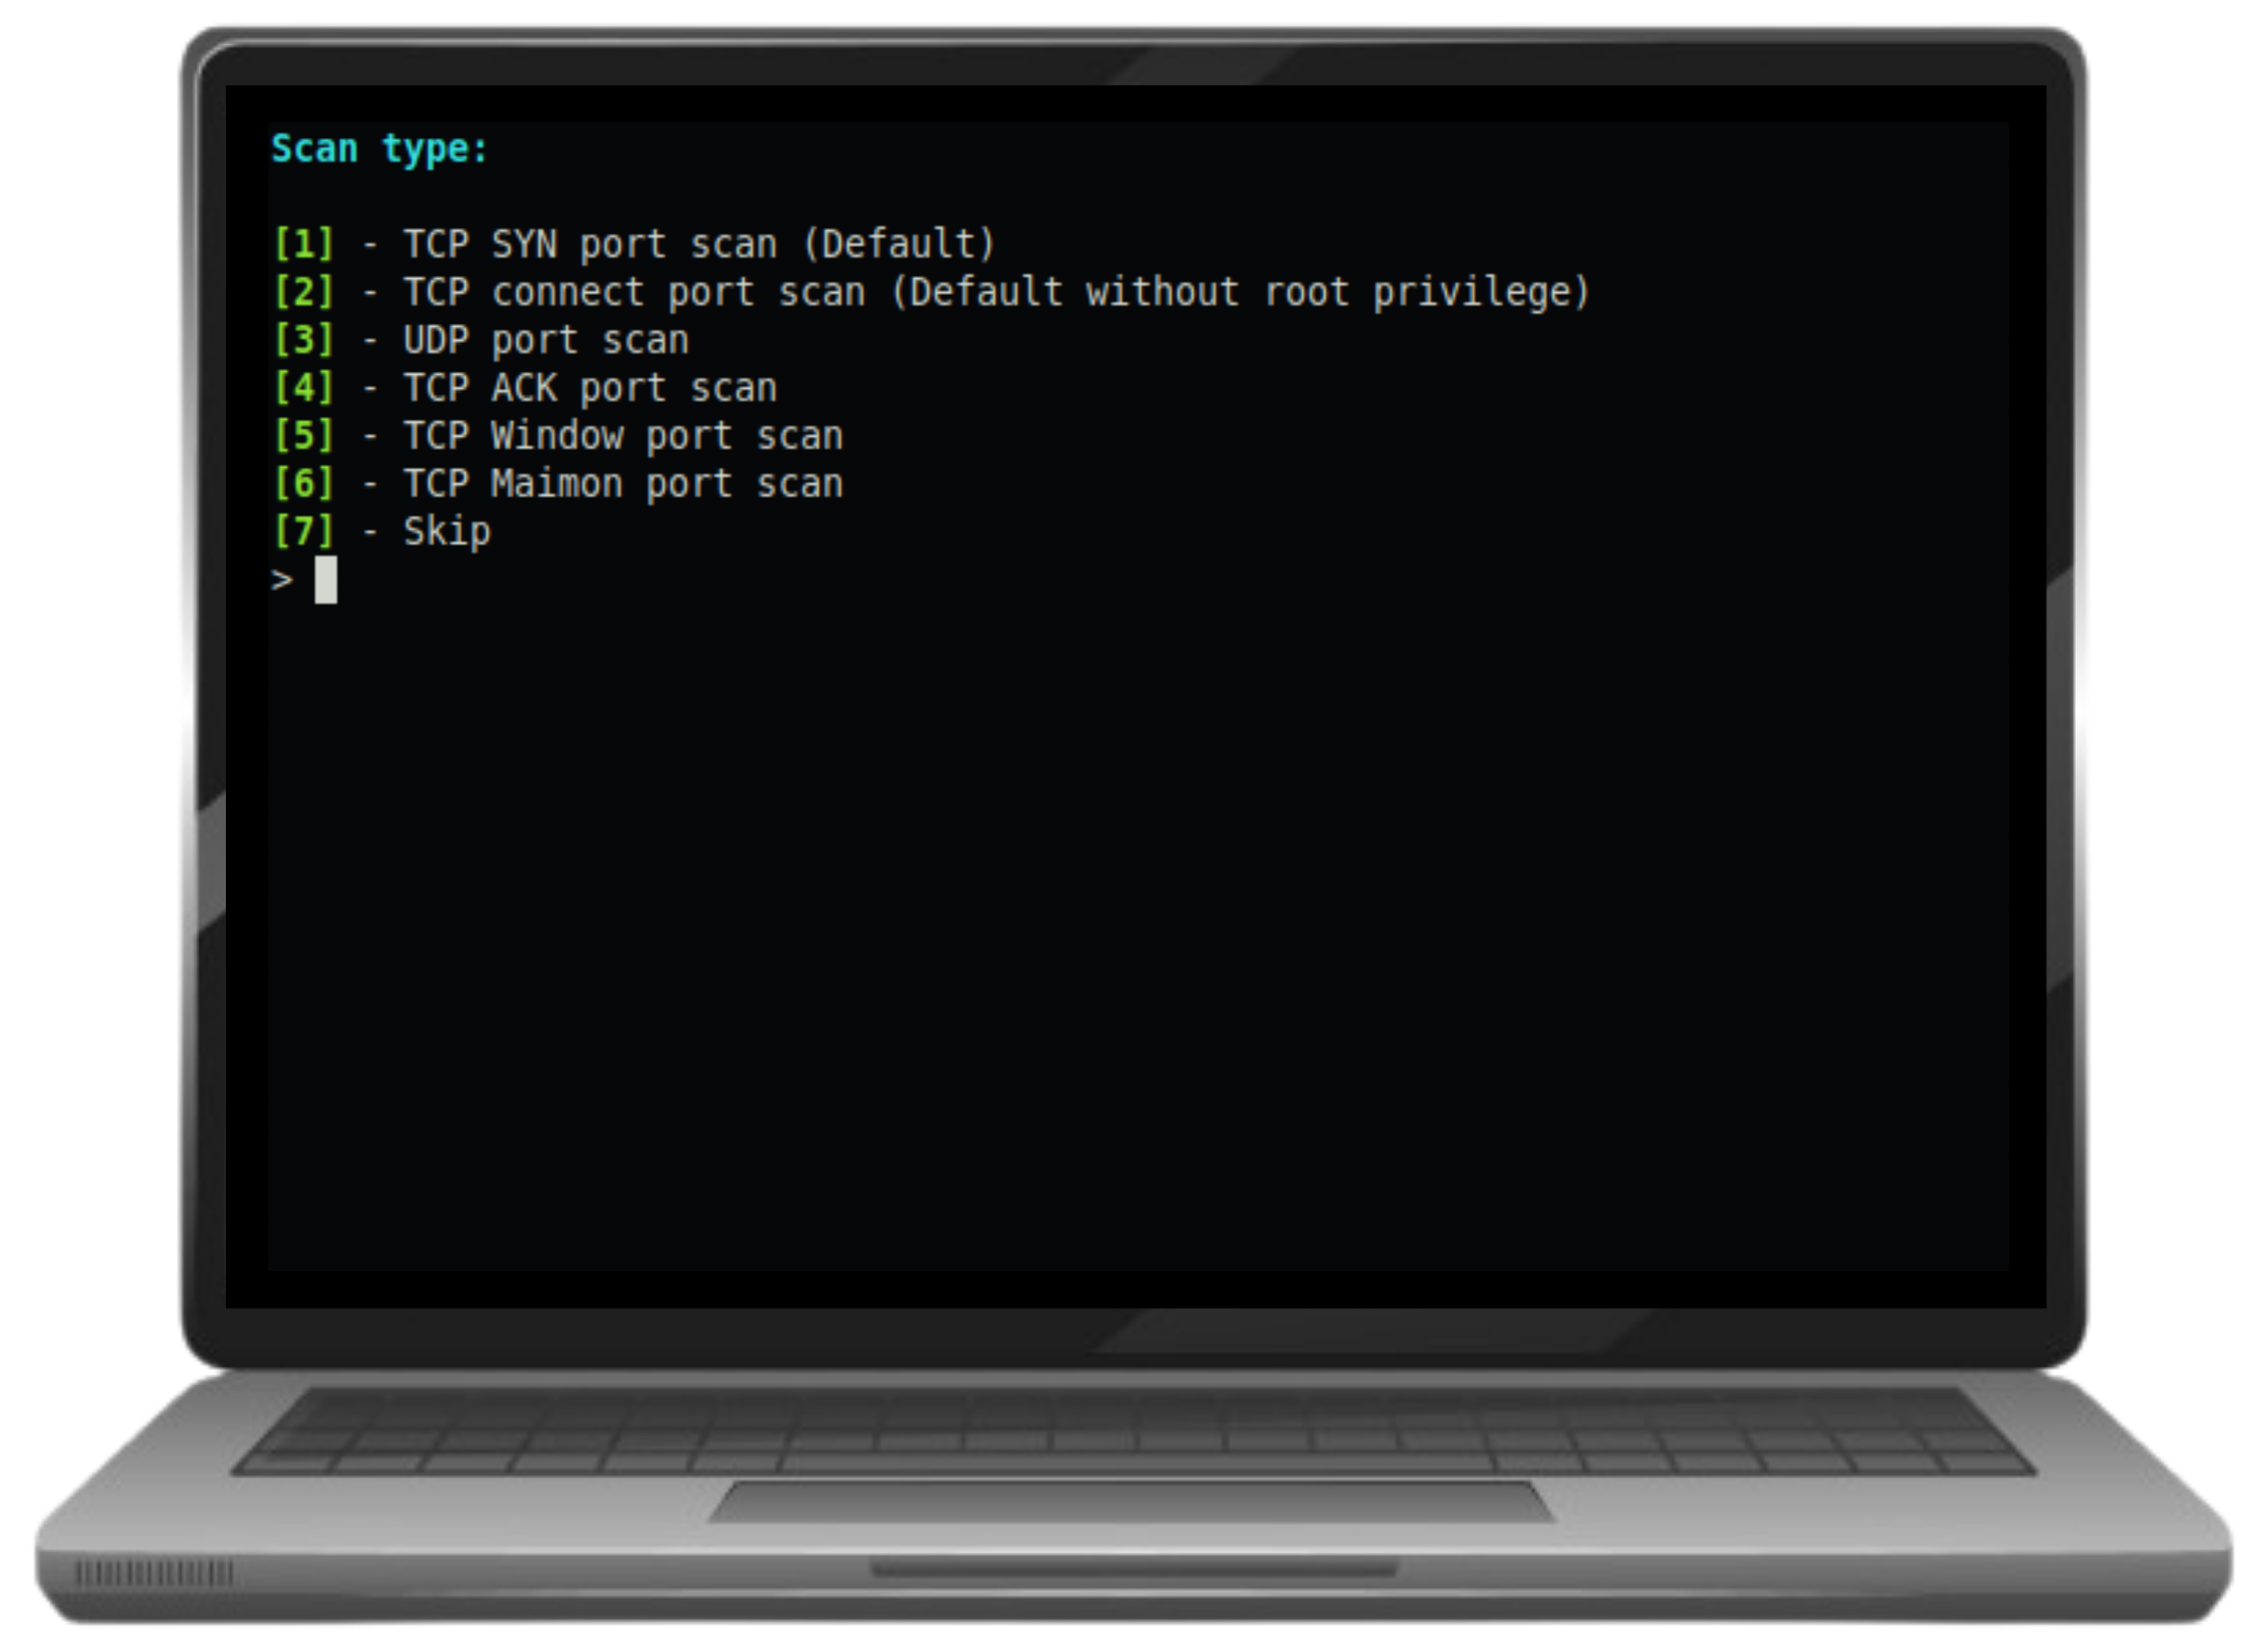 Scan type:
[1] - TCP SYN port scan (Default)
[2] - TCP connect port scan (Default without root privilege)
[3] - UDP port scan
[4] - TCP ACK port scan
[5] - TCP Window port scan
[6] - TCP Maimon port scan
[7] - Skip
>